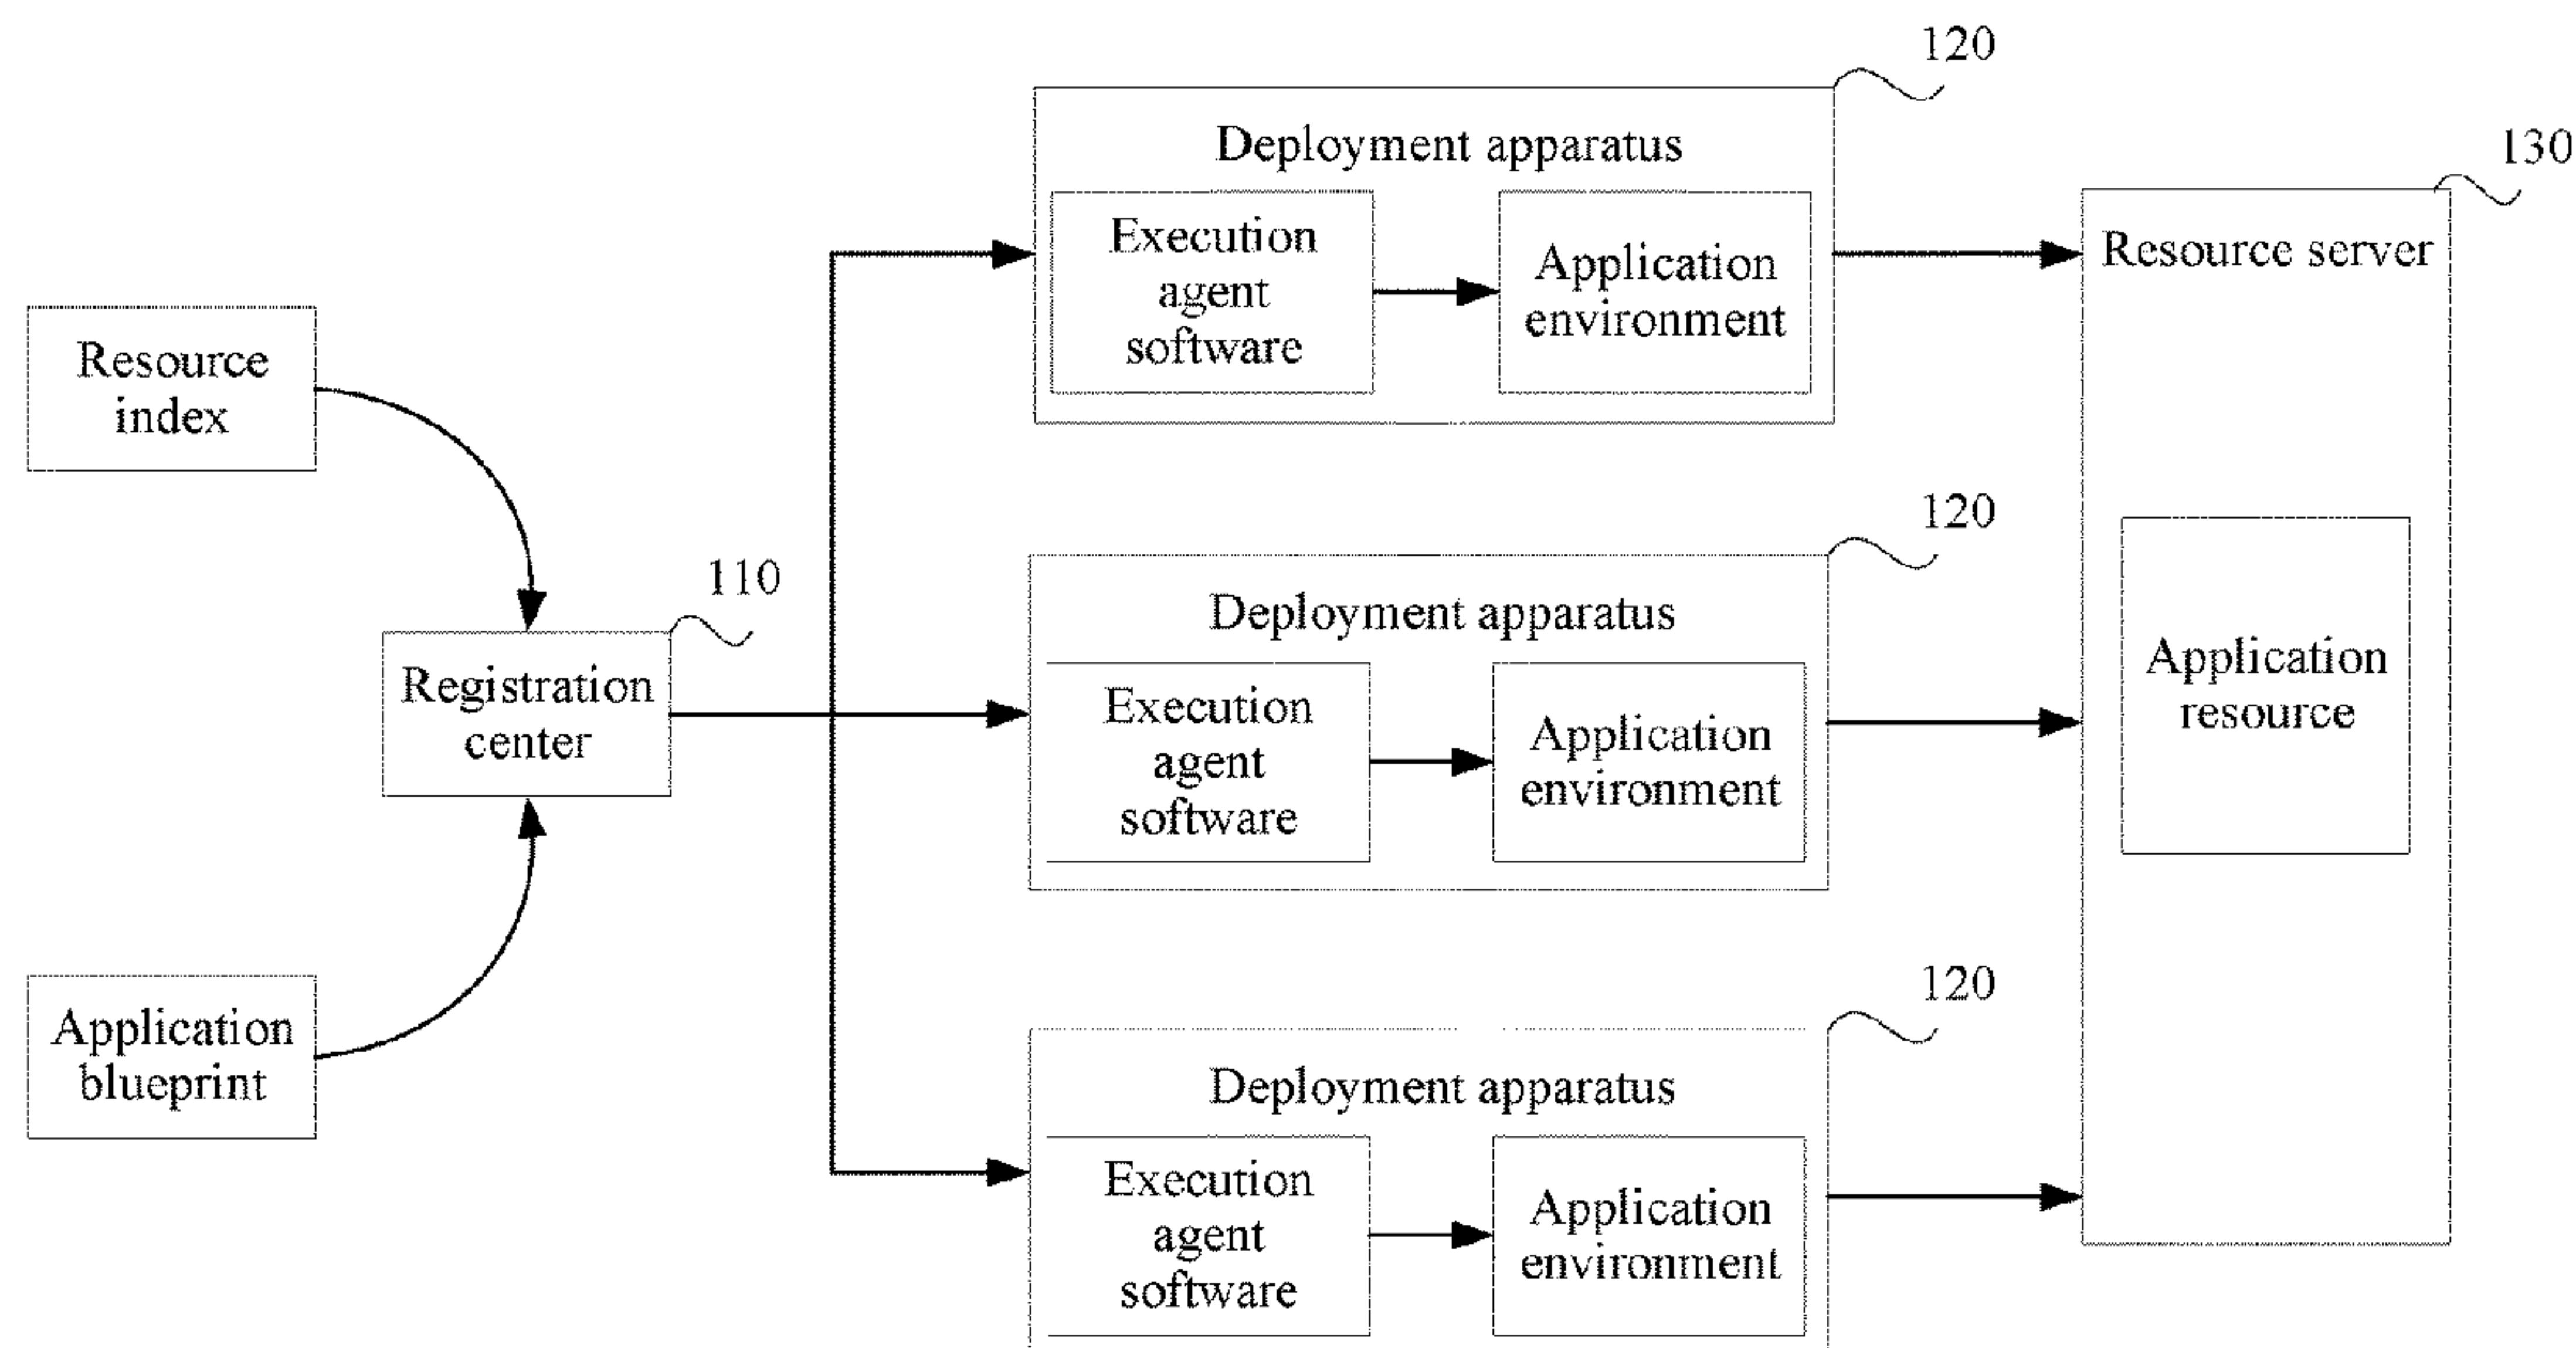 Resource
index
Application
blueprint
110
Registration
center
120
Deployment apparatus
Execution
agent
software
Application
environment
120
Deployment apparatus
Execution
agent
software
Application
environment
120
Deployment apparatus
Execution
agent
software
Application
environment
130
Resource server
Application
resource